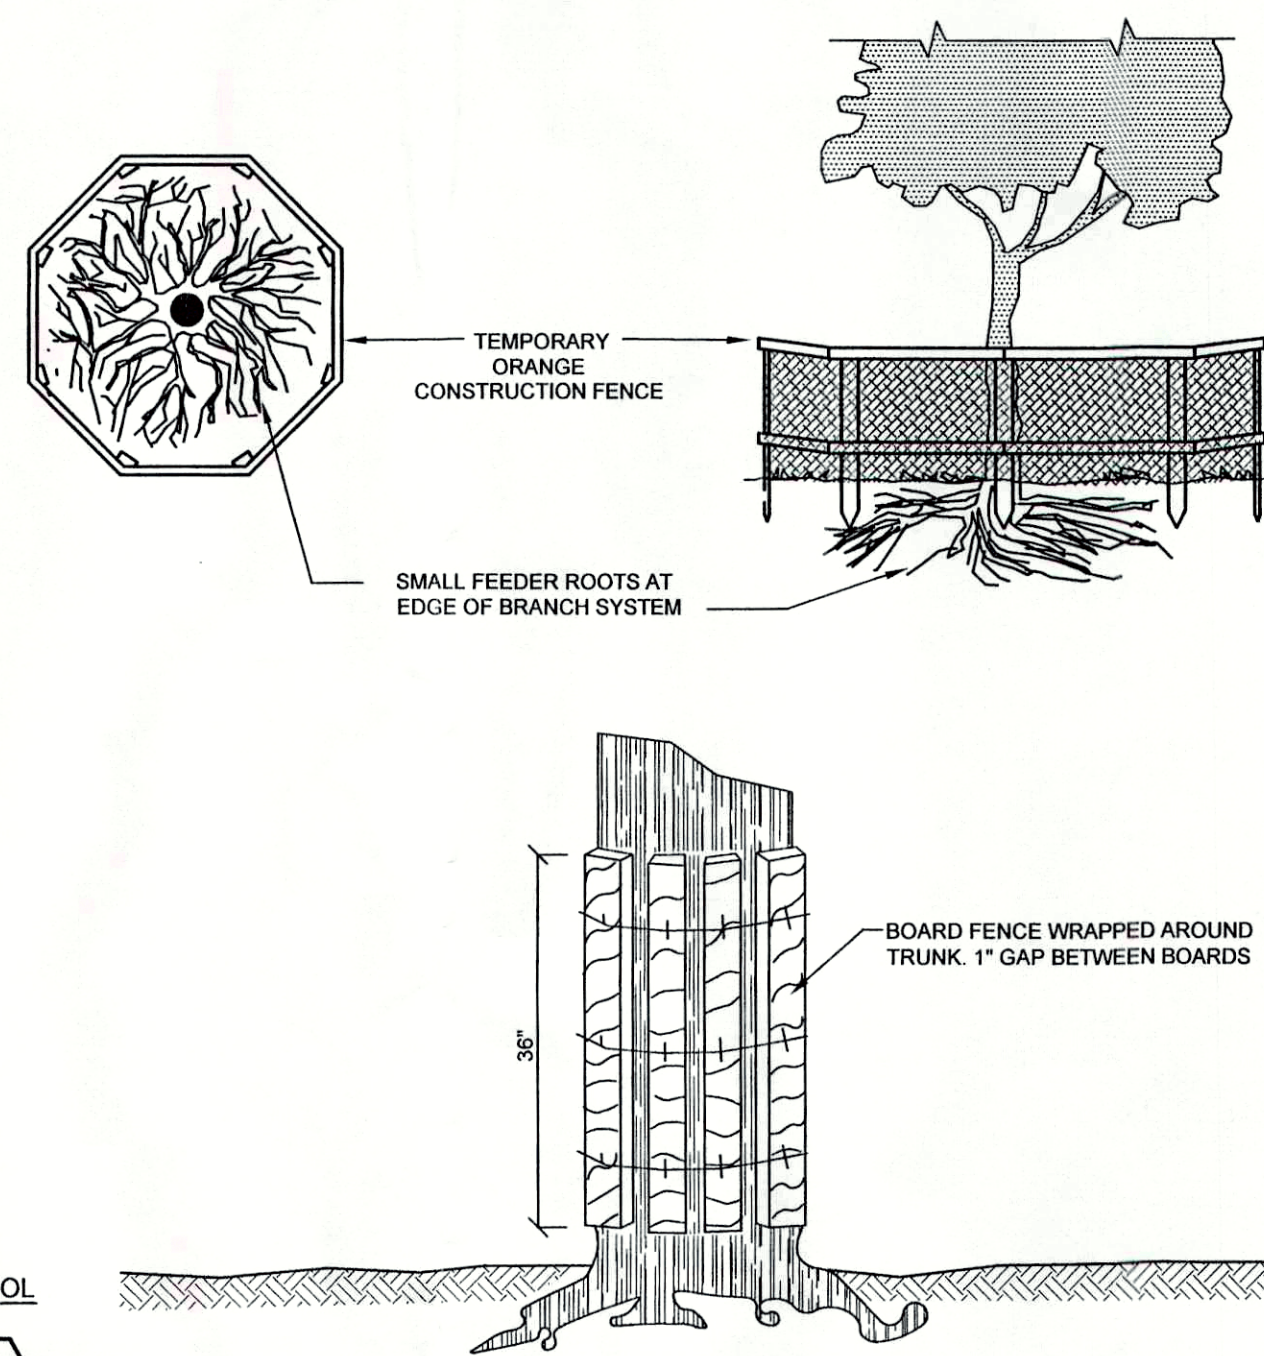 TEMPORARY
ORANGE
CONSTRUCTION FENCE
SMALL FEEDER ROOTS AT
EDGE OF BRANCH SYSTEM
BOARD FENCE WRAPPED AROUND
TRUNK. 1" GAP BETWEEN BOARDS
36"
OL